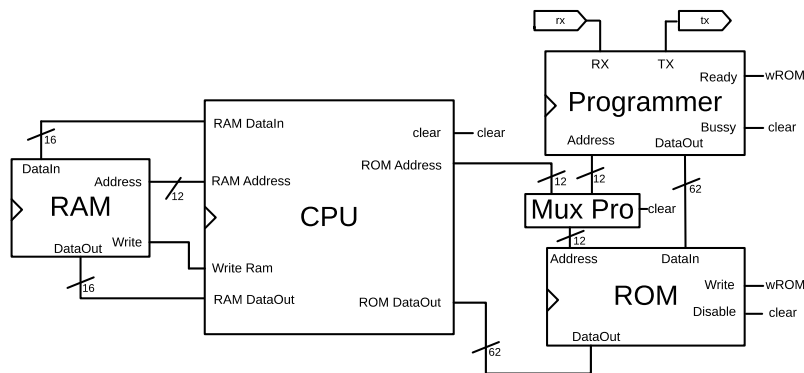 rx
tx
RX
TX
Ready
wROM
Programmer
Bussy
clear
Address
DataOut
RAM DataIn
clear
clear
16
ROM Address
DataIn
Address
RAM Address
12
12
12
62
RAM
CPU
Mux Pro
clear
12
DataOut
Write
Address
DataIn
Write Ram
16
RAM DataOut
ROM DataOut
ROM
Write
wROM
Disable
clear
DataOut
62